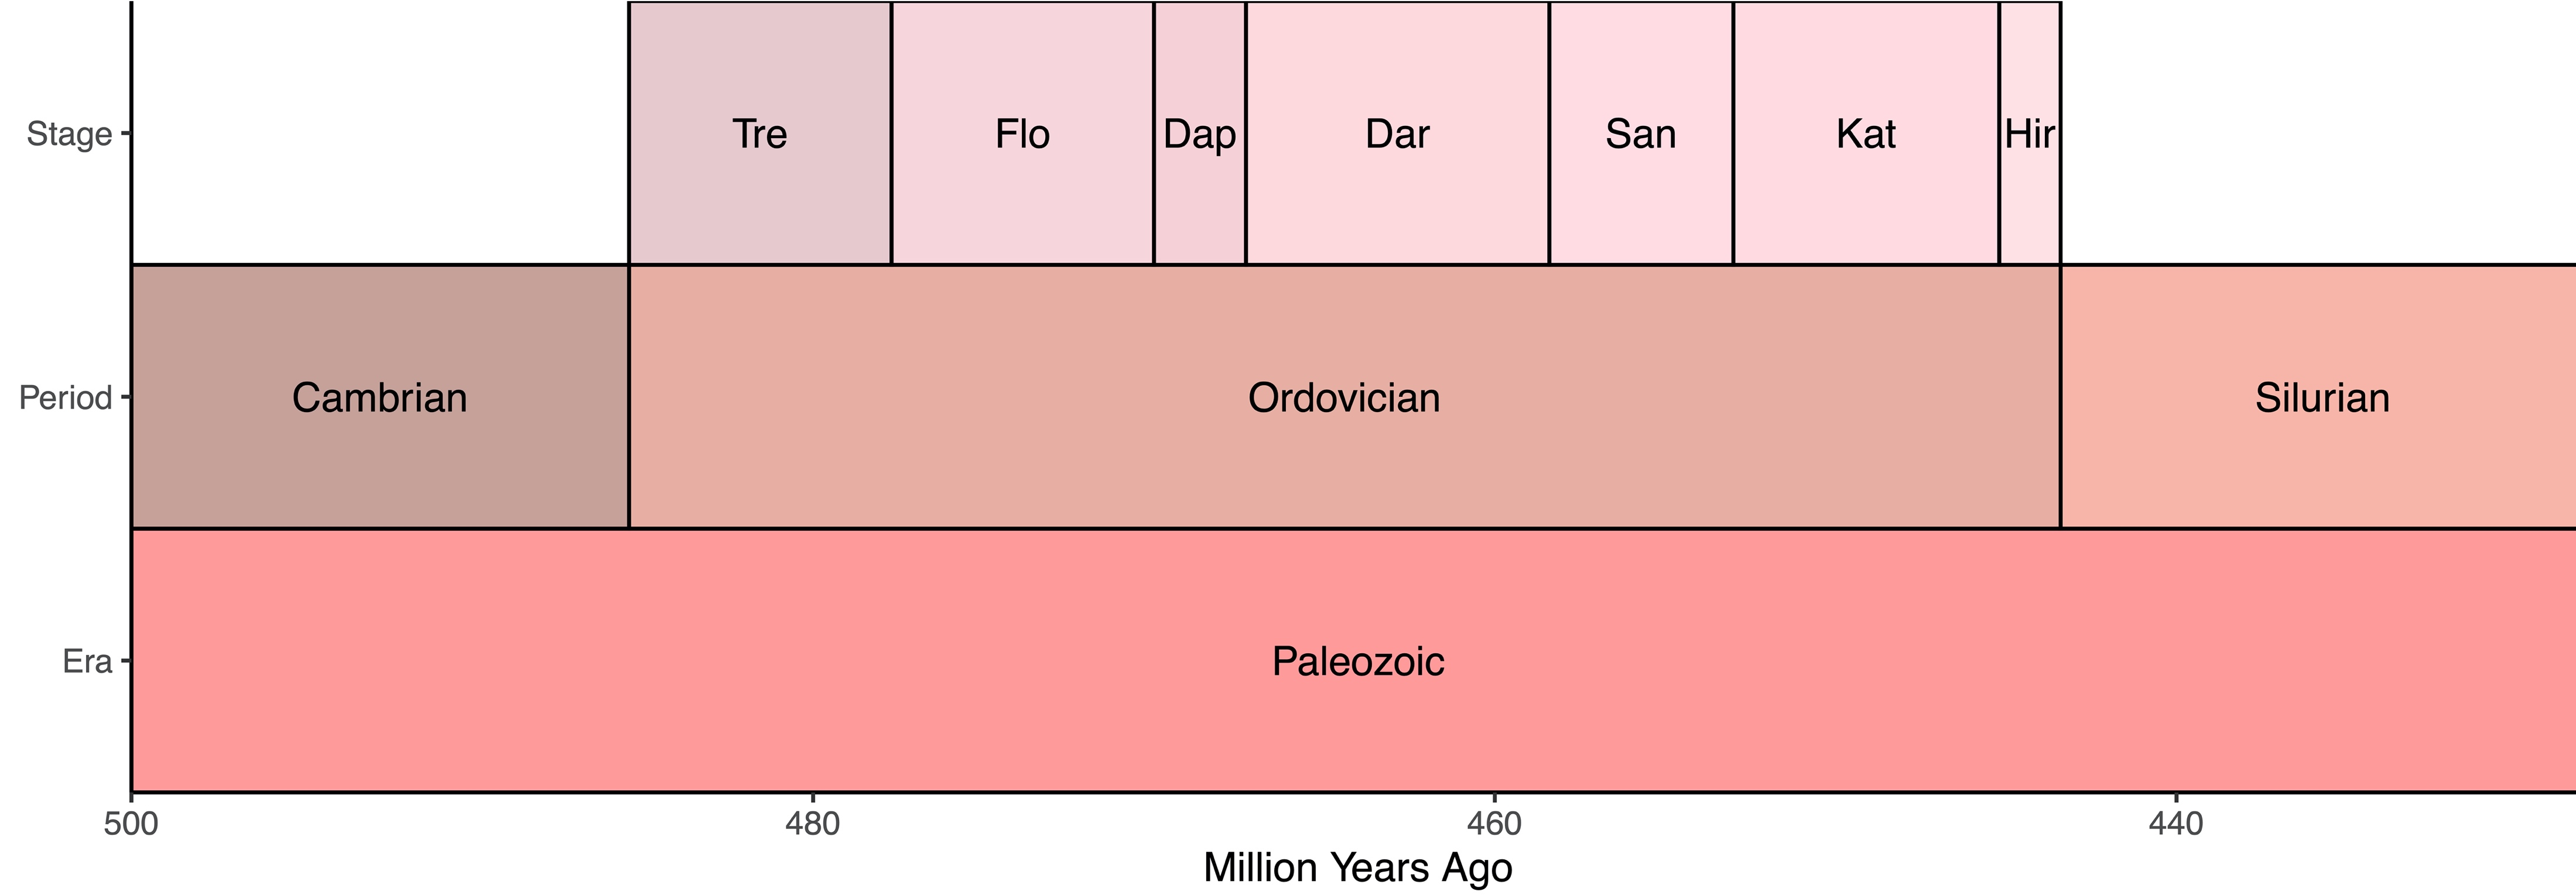 Stage Tre Flo Dap Dar San Kat Hir
Period Cambrian Ordovician Silurian
Era Paleozoic
500 480 460 440
Million Years Ago